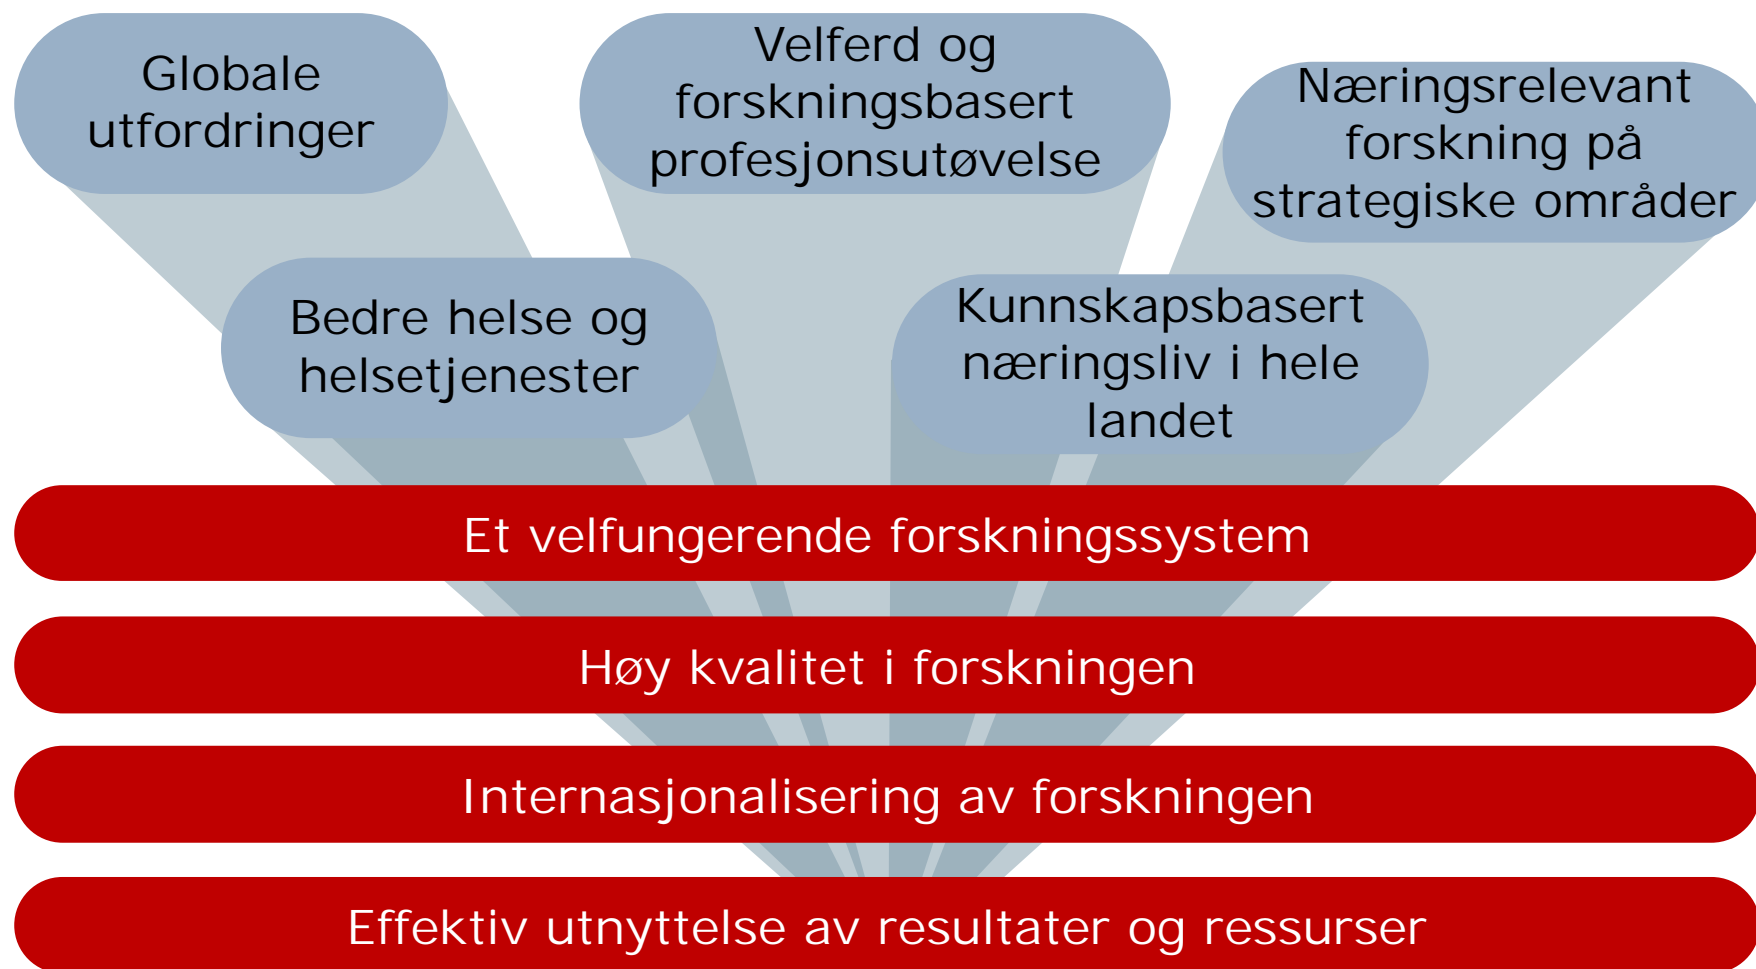 Globale
utfordringer
Velferd og
forskningsbasert
profesjonsutøvelse
Næringsrelevant
forskning på
strategiske områder
Bedre helse og
helsetjenester
Kunnskapsbasert
næringsliv i hele
landet
Et velfungerende forskningssystem
Høy kvalitet i forskningen
Internasjonalisering av forskningen
Effektiv utnyttelse av resultater og ressurser